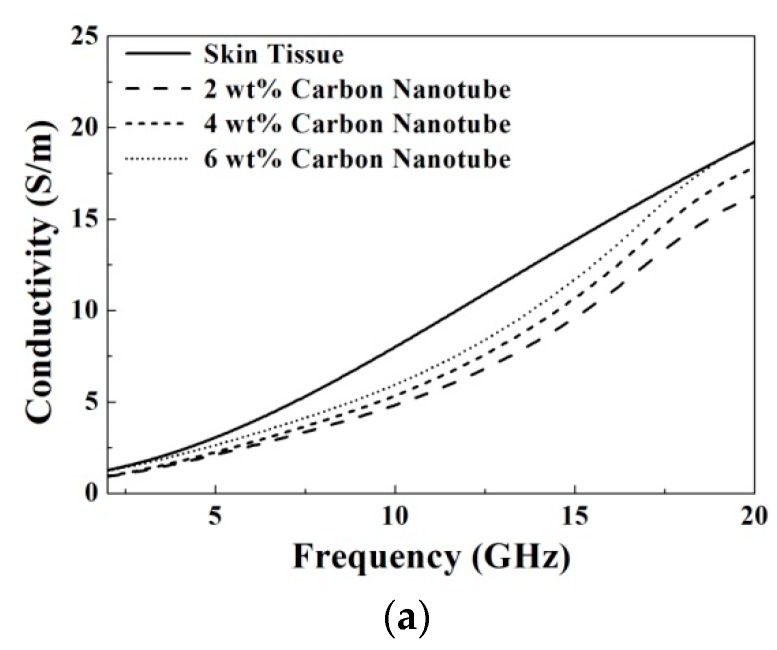 25
20
15
10
5
0
Conductivity (S/m)
Skin Tissue
2 wt% Carbon Nanotube
4 wt% Carbon Nanotube
6 wt% Carbon Nanotube
5 10 15 20
Frequency (GHz)
(a)